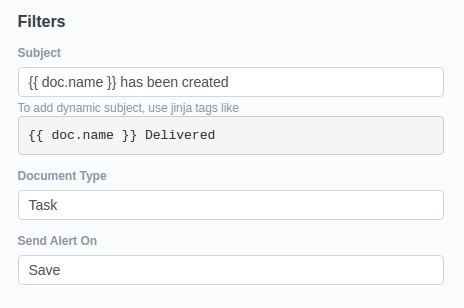 Filters
Subject
{{ doc.name }} has been created
To add dynamic subject, use jinja tags like
{{ doc.name }} Delivered
Document Type
Task
Send Alert On
Save